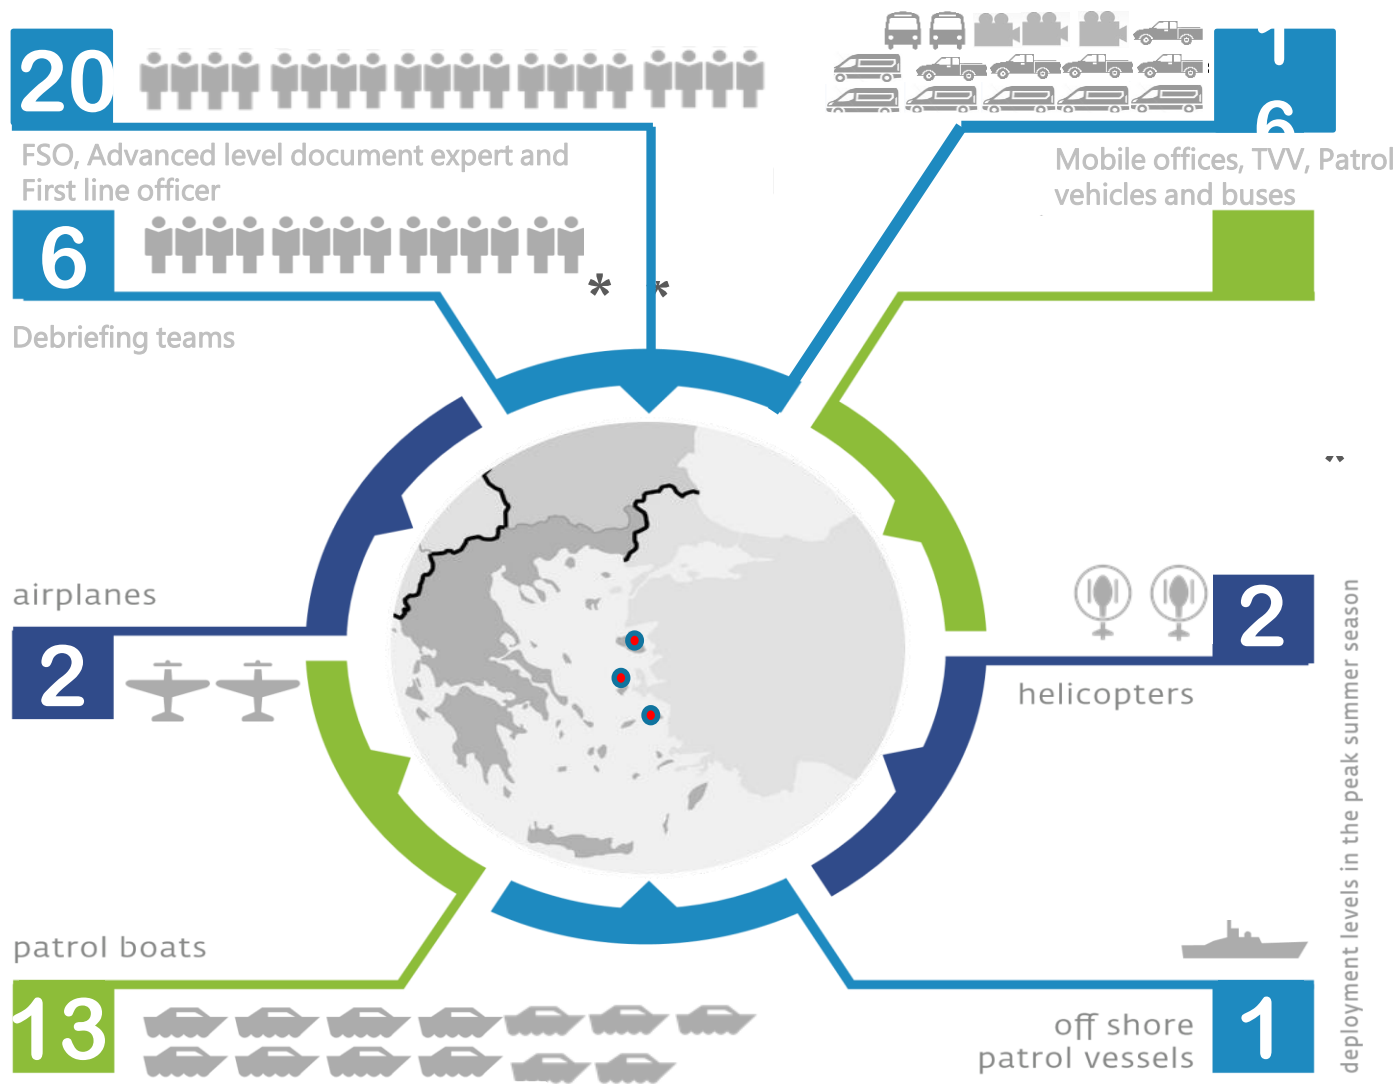 20
FSO, Advanced level document expert and
First line officer
6
* *
Debriefing teams
1
6
Mobile offices, TVV, Patrol
vehicles and buses
airplanes
2
2
helicopters
patrol boats
13
off shore
patrol vessels
1
deployment levels in the peak summer season